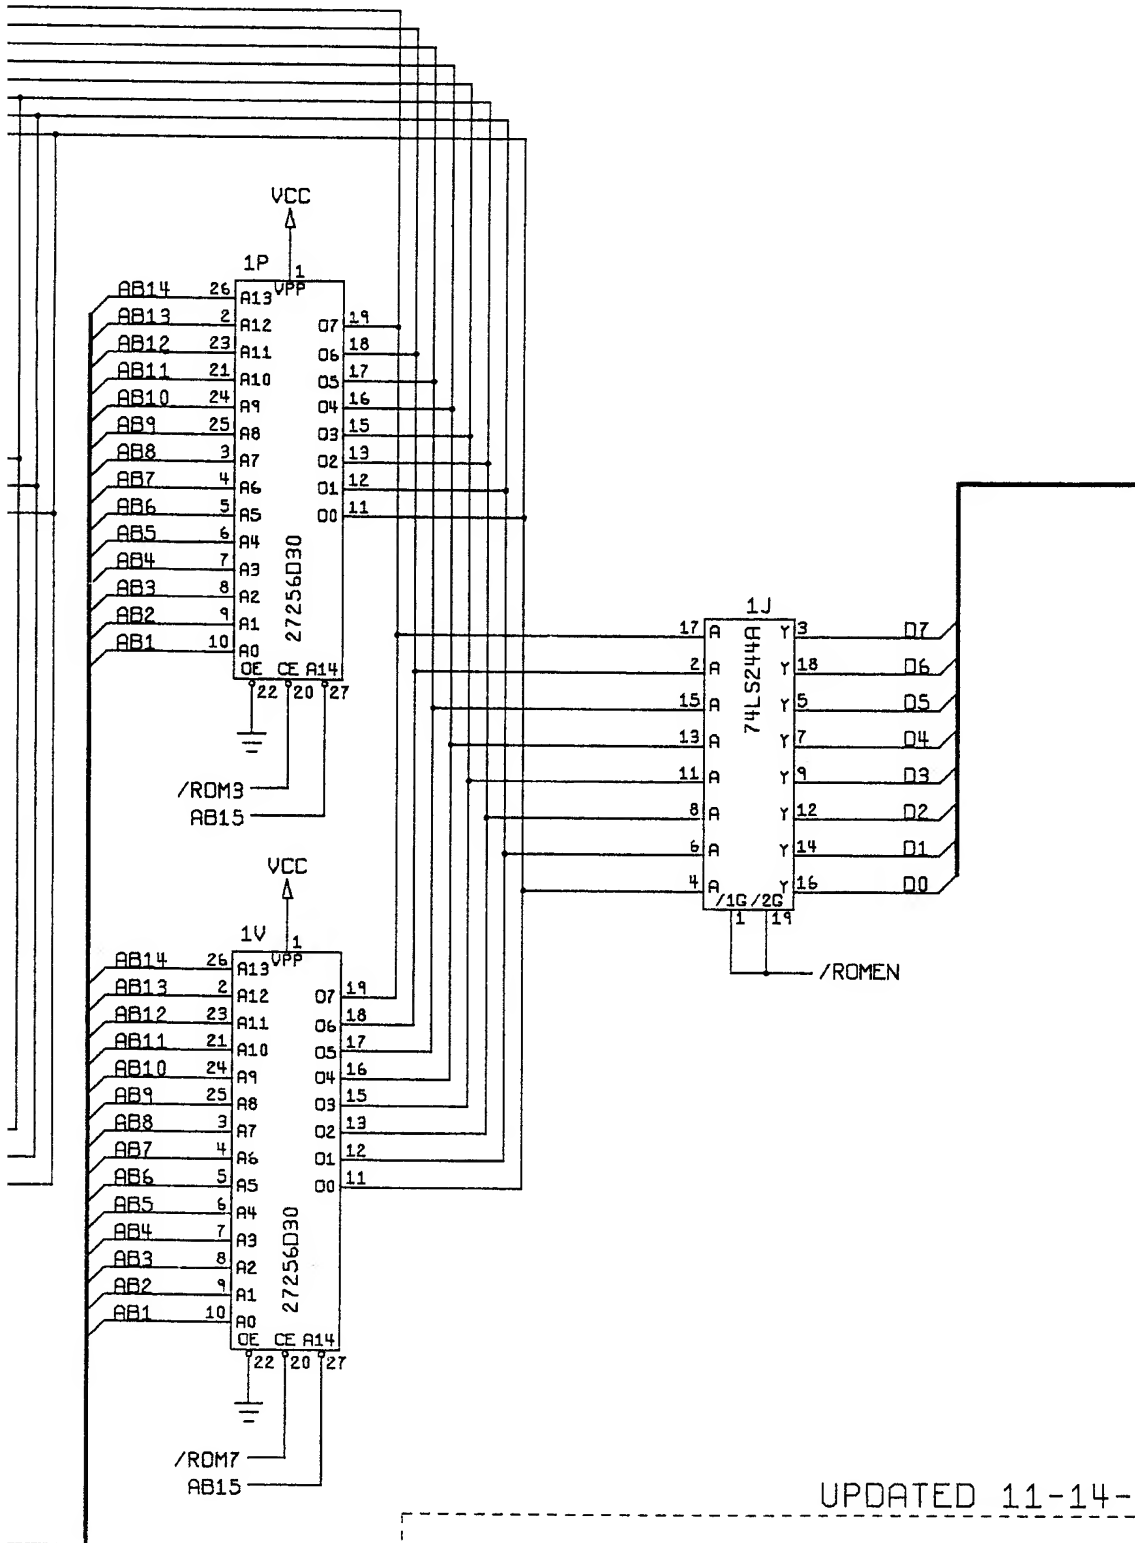 VCC
1P
1
VPP
AB14 26 A13
AB13 2 A12 O7 19
AB12 23 A11 O6 18
AB11 21 A10 O5 17
AB10 24 A9 O4 16
AB9 25 A8 O3 15
AB8 3 A7 O2 13
AB7 4 A6 O1 12
AB6 5 A5 O0 11
AB5 6 A4
AB4 7 A3
AB3 8 A2
AB2 9 A1
AB1 10 A0
27256D30
OE CE A14
22 20 27
/ROM3
AB15
1J
74LS244A
17 A Y 3 D7
2 A Y 18 D6
15 A Y 5 D5
13 A Y 7 D4
11 A Y 9 D3
8 A Y 12 D2
6 A Y 14 D1
4 A Y 16 D0
/1G /2G
1 19
/ROMEN
VCC
1V
1
VPP
AB14 26 A13
AB13 2 A12 O7 19
AB12 23 A11 O6 18
AB11 21 A10 O5 17
AB10 24 A9 O4 16
AB9 25 A8 O3 15
AB8 3 A7 O2 13
AB7 4 A6 O1 12
AB6 5 A5 O0 11
AB5 6 A4
AB4 7 A3
AB3 8 A2
AB2 9 A1
AB1 10 A0
27256D30
OE CE A14
22 20 27
/ROM7
AB15
UPDATED 11-14-